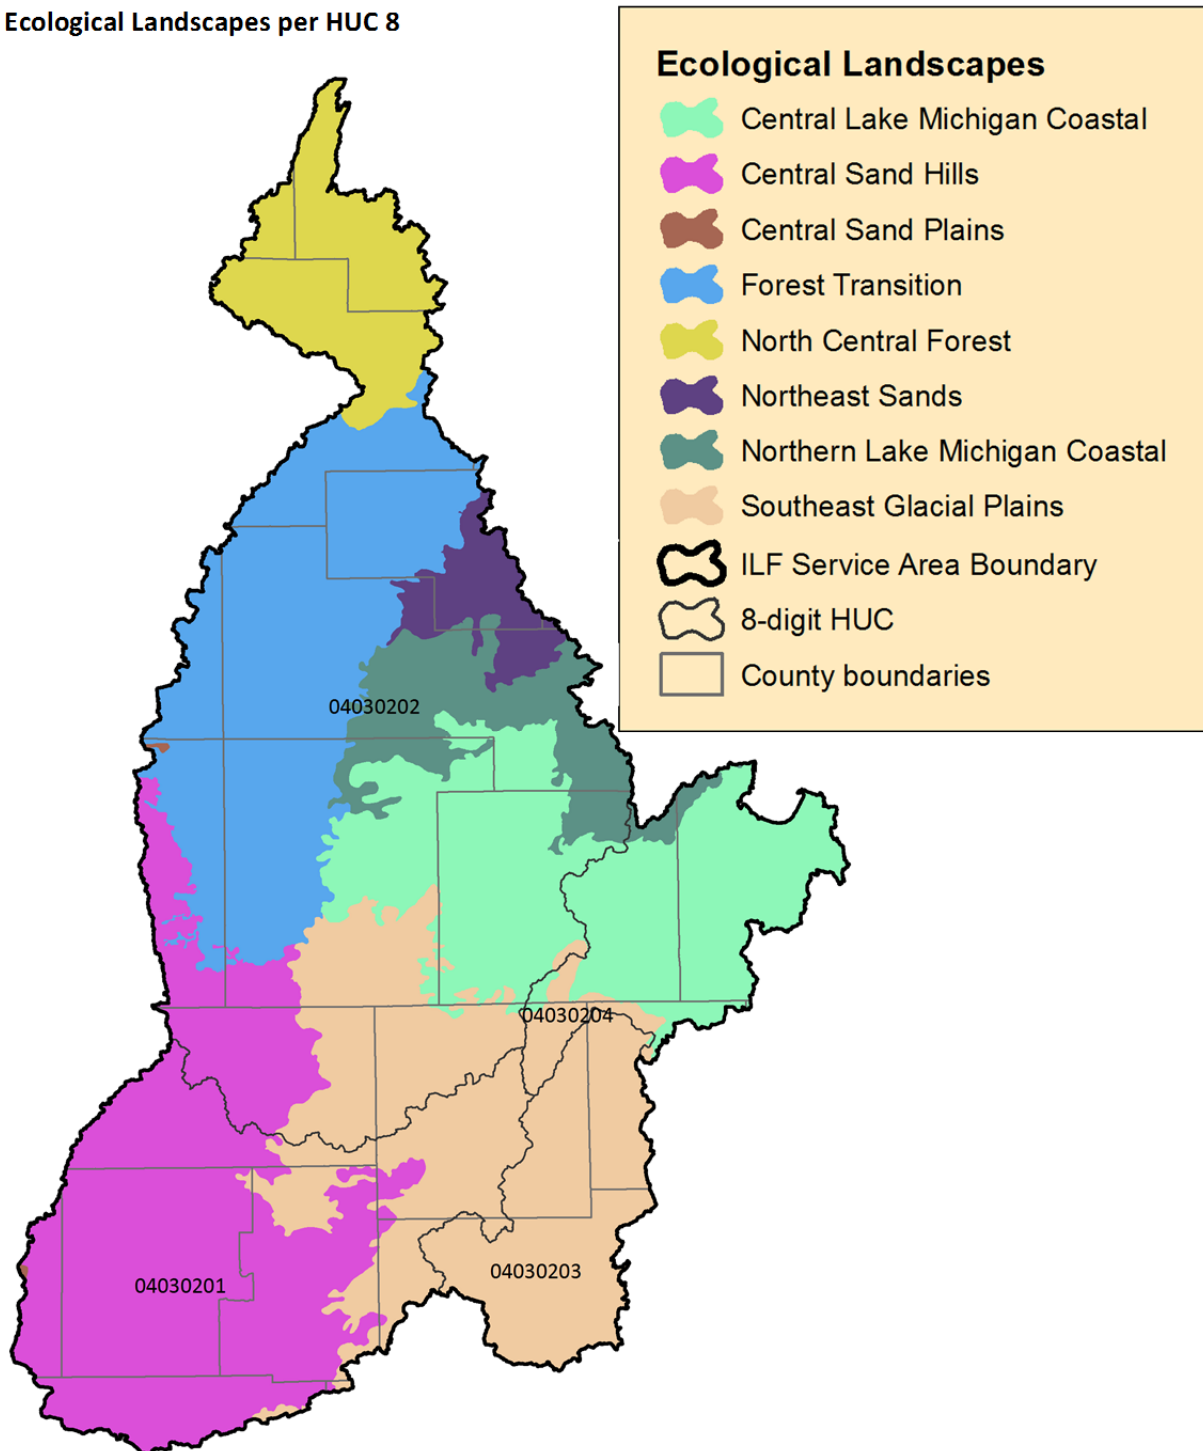 Ecological Landscapes per HUC 8
Ecological Landscapes
Central Lake Michigan Coastal
Central Sand Hills
Central Sand Plains
Forest Transition
North Central Forest
Northeast Sands
Northern Lake Michigan Coastal
Southeast Glacial Plains
ILF Service Area Boundary
8-digit HUC
County boundaries
04030202
04030204
04030203
04030201